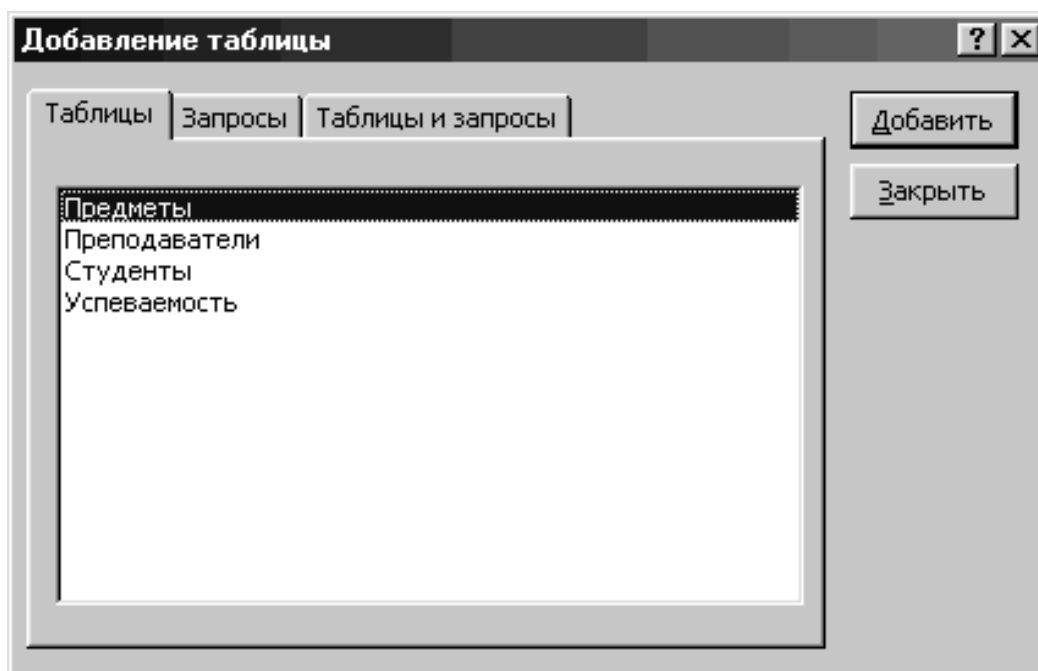 Добавление таблицы
Таблицы Запросы Таблицы и запросы
Добавить
Закрыть
Предметы
Преподаватели
Студенты
Успеваемость